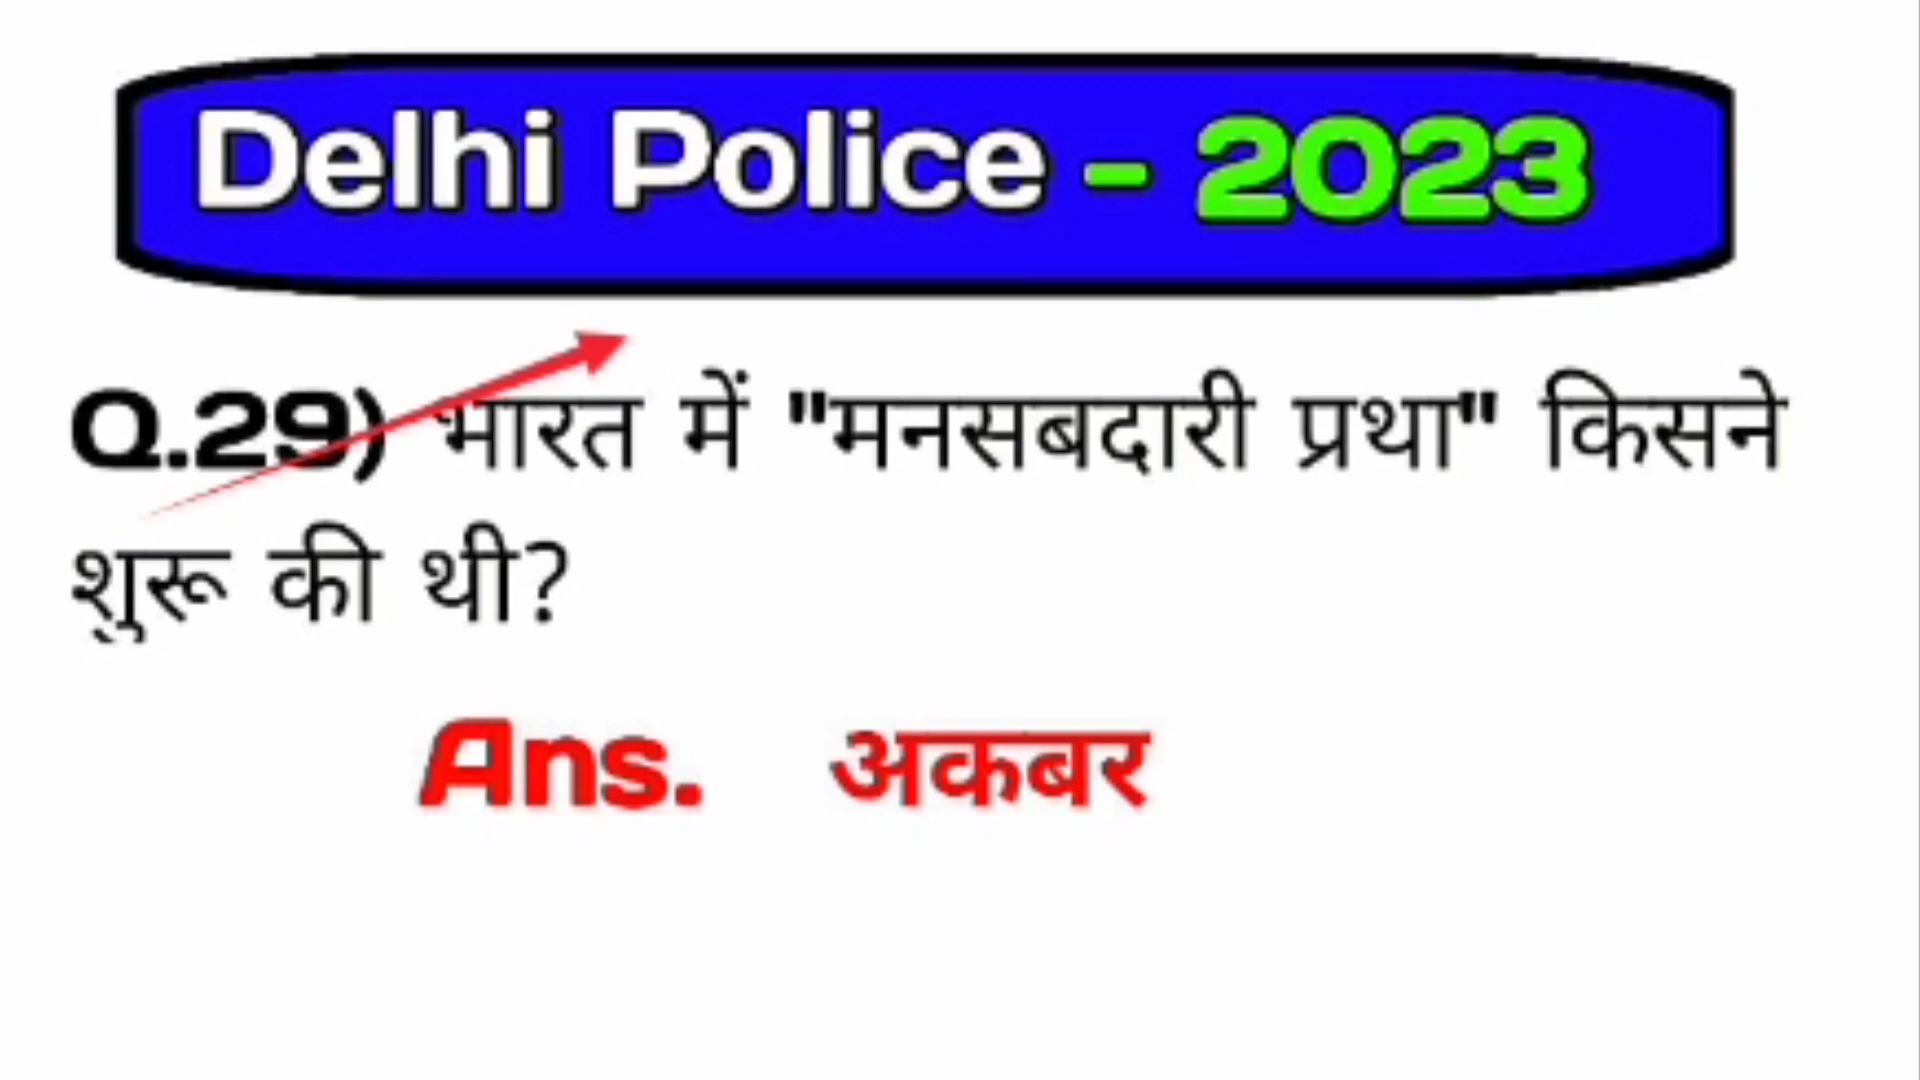 Delhi Police - 2023
Q.29) भारत में "मनसबदारी प्रथा" किसने
शुरू की थी?
Ans. अकबर